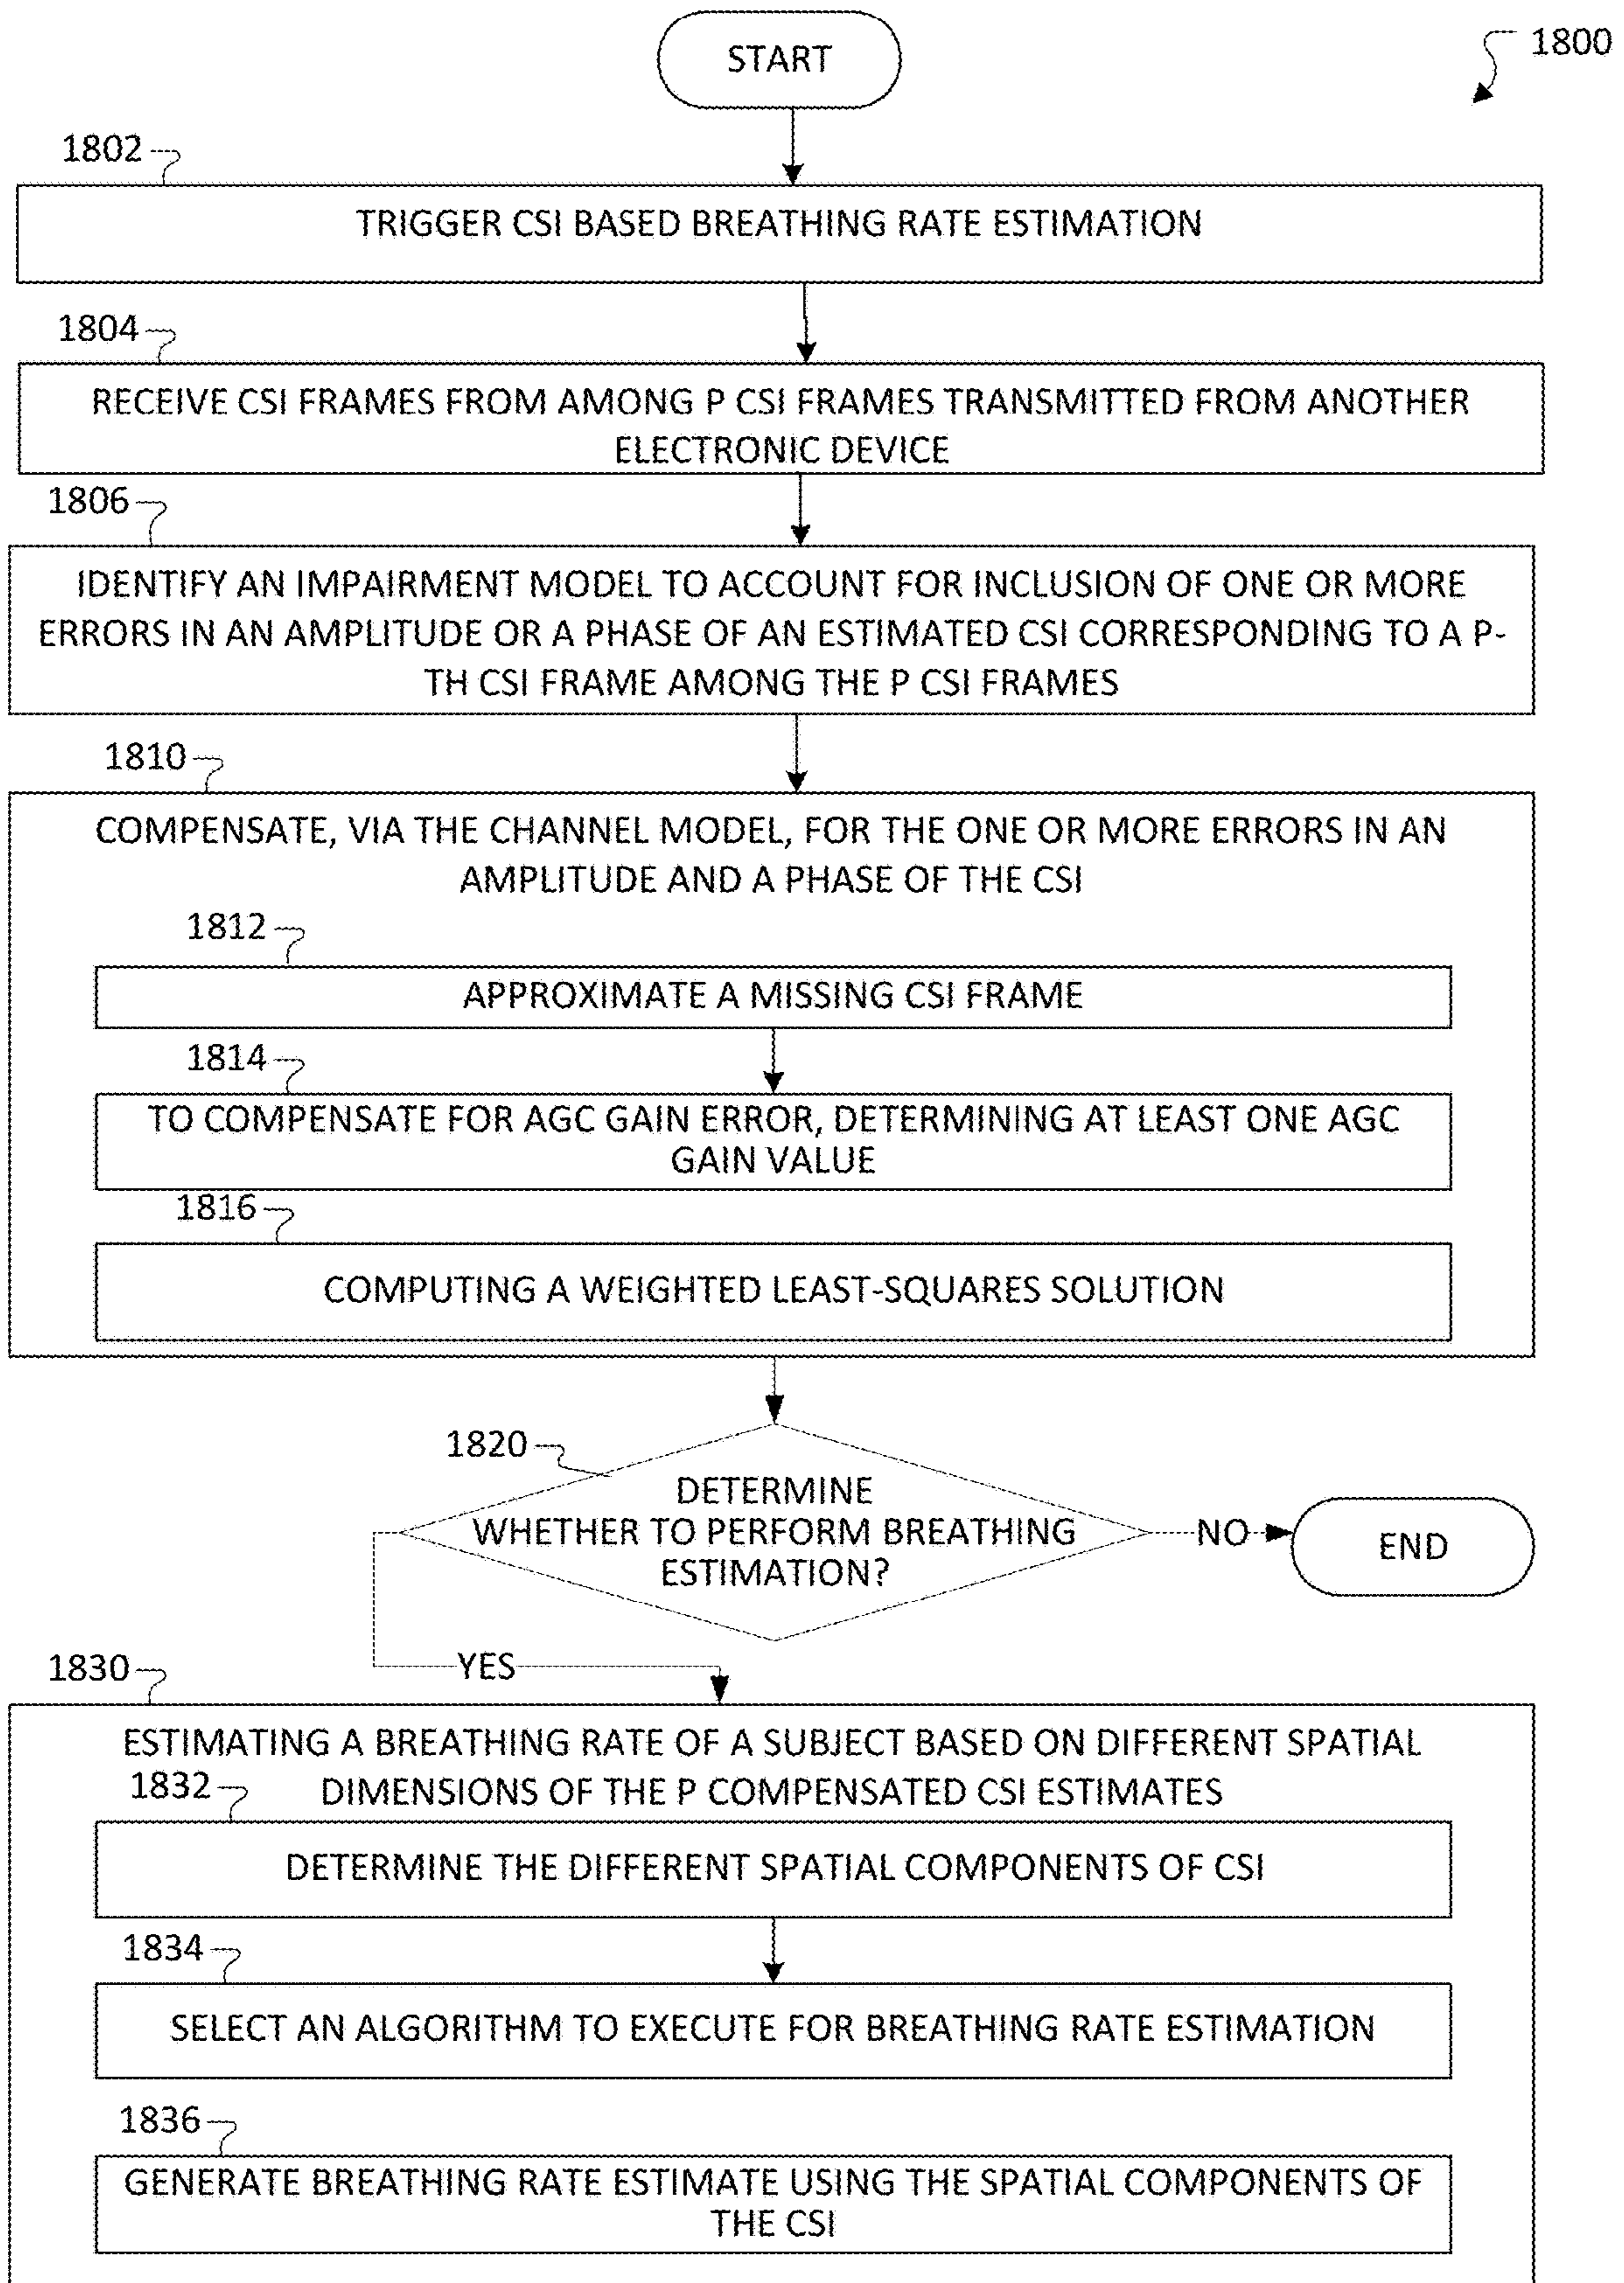 START
1800
1802
TRIGGER CSI BASED BREATHING RATE ESTIMATION
1804
RECEIVE CSI FRAMES FROM AMONG P CSI FRAMES TRANSMITTED FROM ANOTHER
ELECTRONIC DEVICE
1806
IDENTIFY AN IMPAIRMENT MODEL TO ACCOUNT FOR INCLUSION OF ONE OR MORE
ERRORS IN AN AMPLITUDE OR A PHASE OF AN ESTIMATED CSI CORRESPONDING TO A P-
TH CSI FRAME AMONG THE P CSI FRAMES
1810
COMPENSATE, VIA THE CHANNEL MODEL, FOR THE ONE OR MORE ERRORS IN AN
AMPLITUDE AND A PHASE OF THE CSI
1812
APPROXIMATE A MISSING CSI FRAME
1814
TO COMPENSATE FOR AGC GAIN ERROR, DETERMINING AT LEAST ONE AGC
GAIN VALUE
1816
COMPUTING A WEIGHTED LEAST-SQUARES SOLUTION
1820
DETERMINE
WHETHER TO PERFORM BREATHING
ESTIMATION?
NO
END
YES
1830
ESTIMATING A BREATHING RATE OF A SUBJECT BASED ON DIFFERENT SPATIAL
DIMENSIONS OF THE P COMPENSATED CSI ESTIMATES
1832
DETERMINE THE DIFFERENT SPATIAL COMPONENTS OF CSI
1834
SELECT AN ALGORITHM TO EXECUTE FOR BREATHING RATE ESTIMATION
1836
GENERATE BREATHING RATE ESTIMATE USING THE SPATIAL COMPONENTS OF
THE CSI